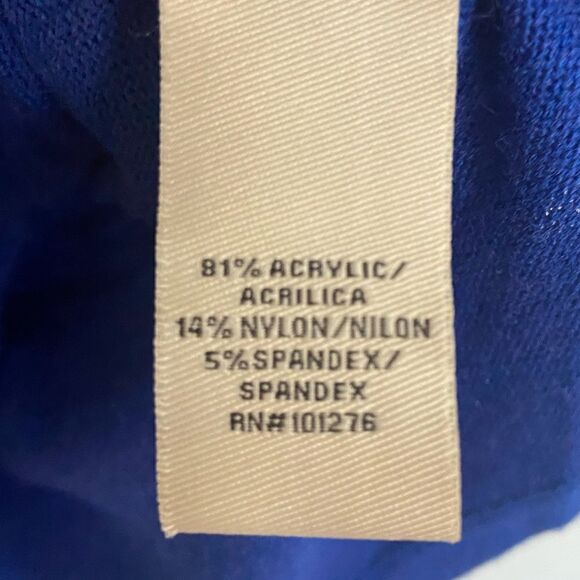 81% ACRYLIC/
ACRILICA
14% NYLON/NILON
5% SPANDEX/
SPANDEX
RN#101276